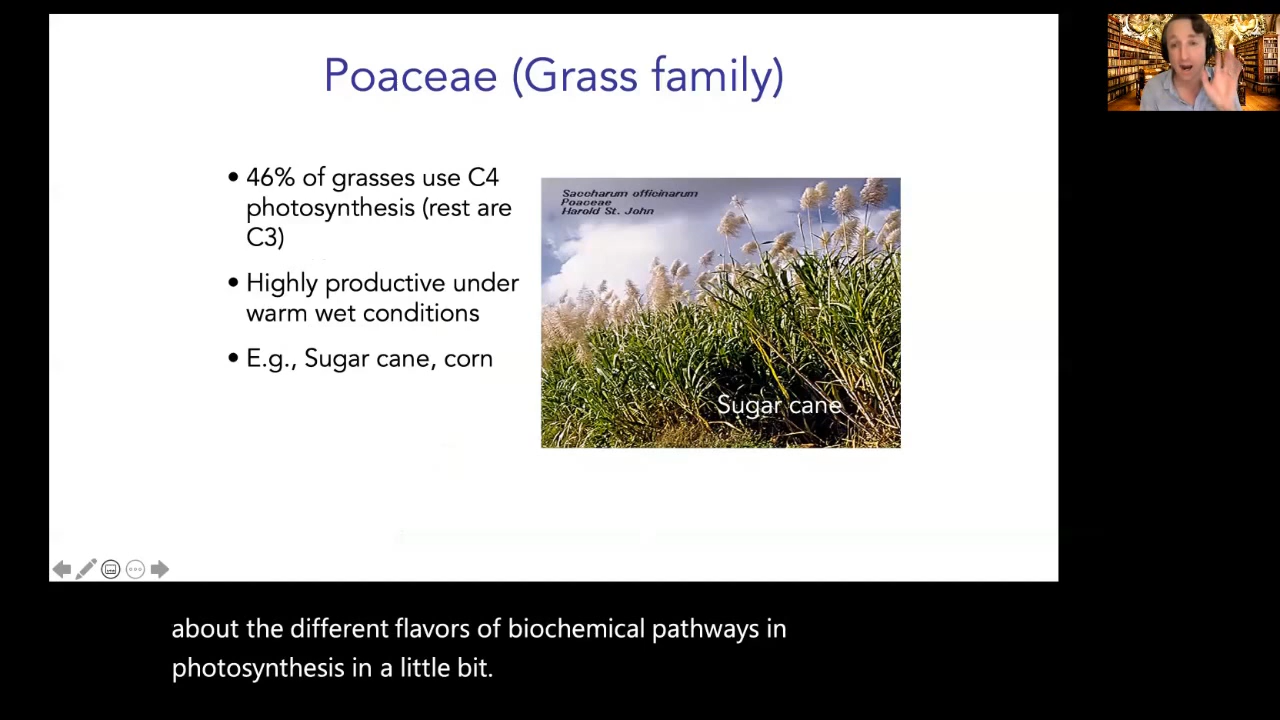 Poaceae (Grass family)
• 46% of grasses use C4
photosynthesis (rest are
C3)
• Highly productive under
warm wet conditions
• E.g., Sugar cane, corn
Saccharum officinarum
Poaceae
Harold St. John
Sugar cane
about the different flavors of biochemical pathways in
photosynthesis in a little bit.